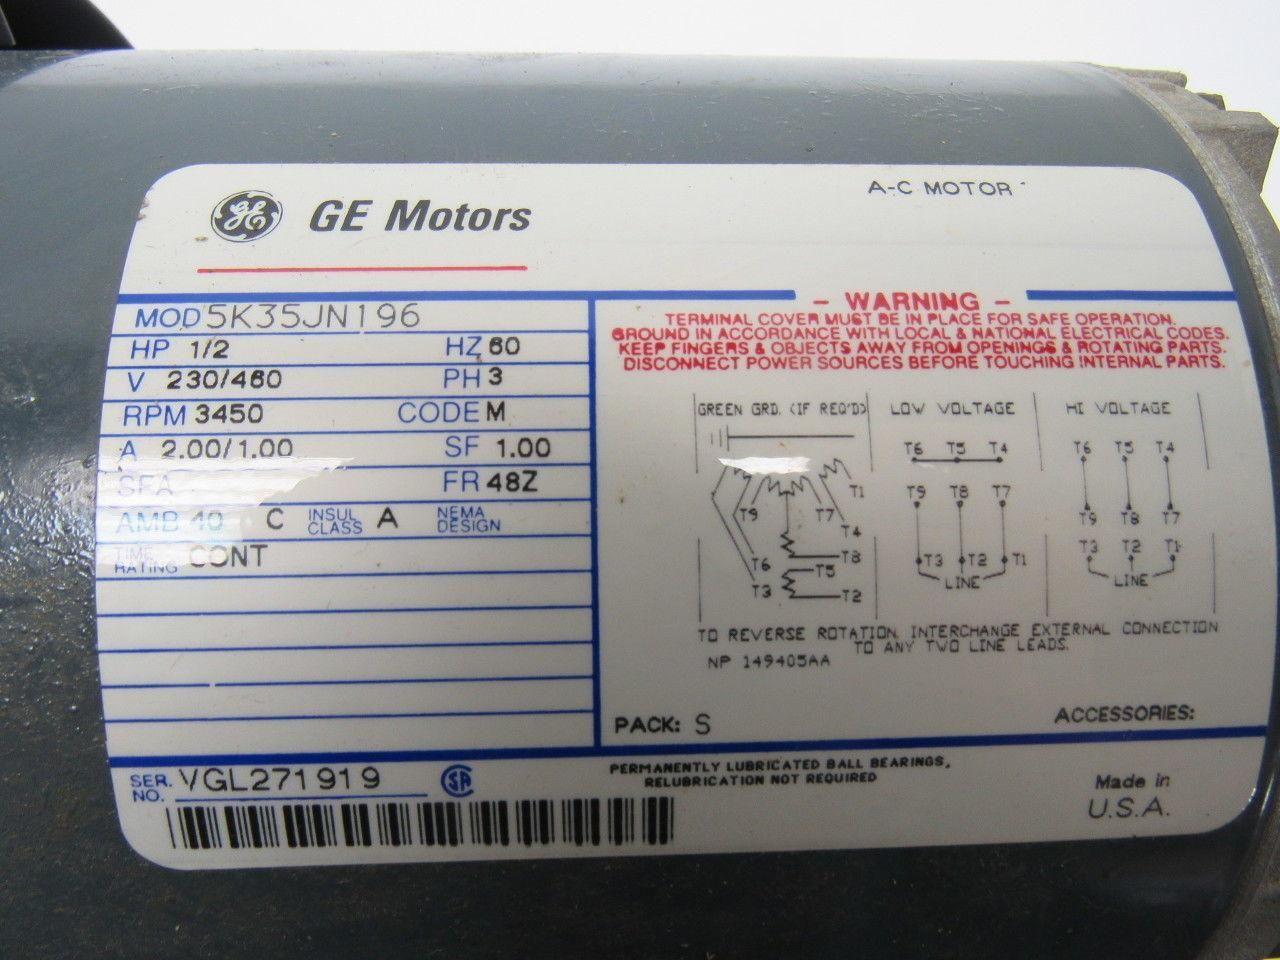 GE Motors
A-C MOTOR
MOD 5K35JN196
HP 1/2 HZ 60
V 230/460 PH 3
RPM 3450 CODE M
A 2.00/1.00 SF 1.00
SFA FR 48Z
AMB 40 C INSUL CLASS A NEMA DESIGN
TIME RATING CONT
- WARNING -
TERMINAL COVER MUST BE IN PLACE FOR SAFE OPERATION.
GROUND IN ACCORDANCE WITH LOCAL & NATIONAL ELECTRICAL CODES.
KEEP FINGERS & OBJECTS AWAY FROM OPENINGS & ROTATING PARTS.
DISCONNECT POWER SOURCES BEFORE TOUCHING INTERNAL PARTS.
GREEN GRD. (IF REQ'D) LOW VOLTAGE HI VOLTAGE
T9 T7 T1
T4
T6 T8
T5
T3 T2
T6 T5 T4
T9 T8 T7
T3 T2 T1
LINE
T6 T5 T4
T9 T8 T7
T3 T2 T1
LINE
TO REVERSE ROTATION, INTERCHANGE EXTERNAL CONNECTION
TO ANY TWO LINE LEADS.
NP 149405AA
PACK: S ACCESSORIES:
SER. NO. VGL271919 SA
PERMANENTLY LUBRICATED BALL BEARINGS,
RELUBRICATION NOT REQUIRED
Made in
U.S.A.